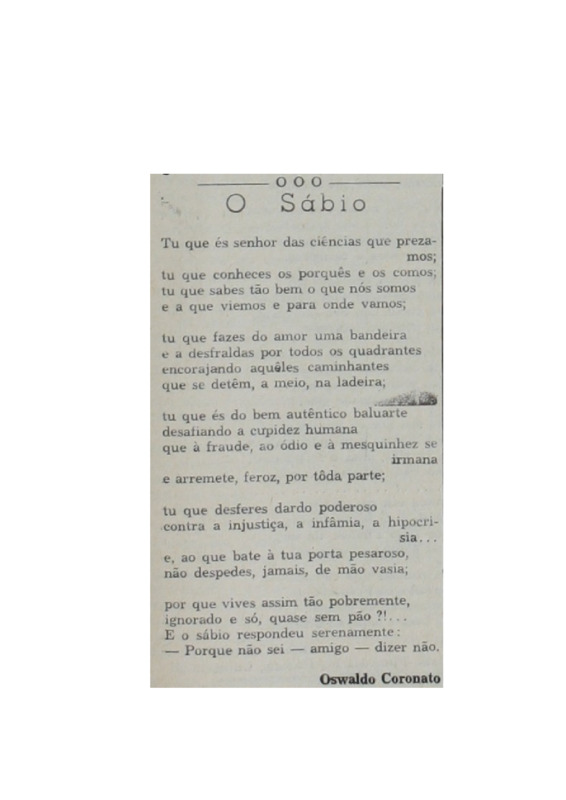 o o o
O Sábio
Tu que és senhor das ciências que preza-
mos;
tu que conheces os porquês e os comos;
tu que sabes tão bem o que nós somos
e a que viemos e para onde vamos;
tu que fazes do amor uma bandeira
e a desfraldas por todos os quadrantes
encorajando aquêles caminhantes
que se detêm, a meio, na ladeira;
tu que és do bem autêntico baluarte
desafiando a cupidez humana
que à fraude, ao ódio e à mesquinhez se
irmana
e arremete, feroz, por tôda parte;
tu que desferes dardo poderoso
contra a injustiça, a infâmia, a hipocri-
sia...
e, ao que bate à tua porta pesaroso,
não despedes, jamais, de mão vasia;
por que vives assim tão pobremente,
ignorado e só, quase sem pão ?!...
E o sábio respondeu serenamente :
— Porque não sei — amigo — dizer não.
Oswaldo Coronato